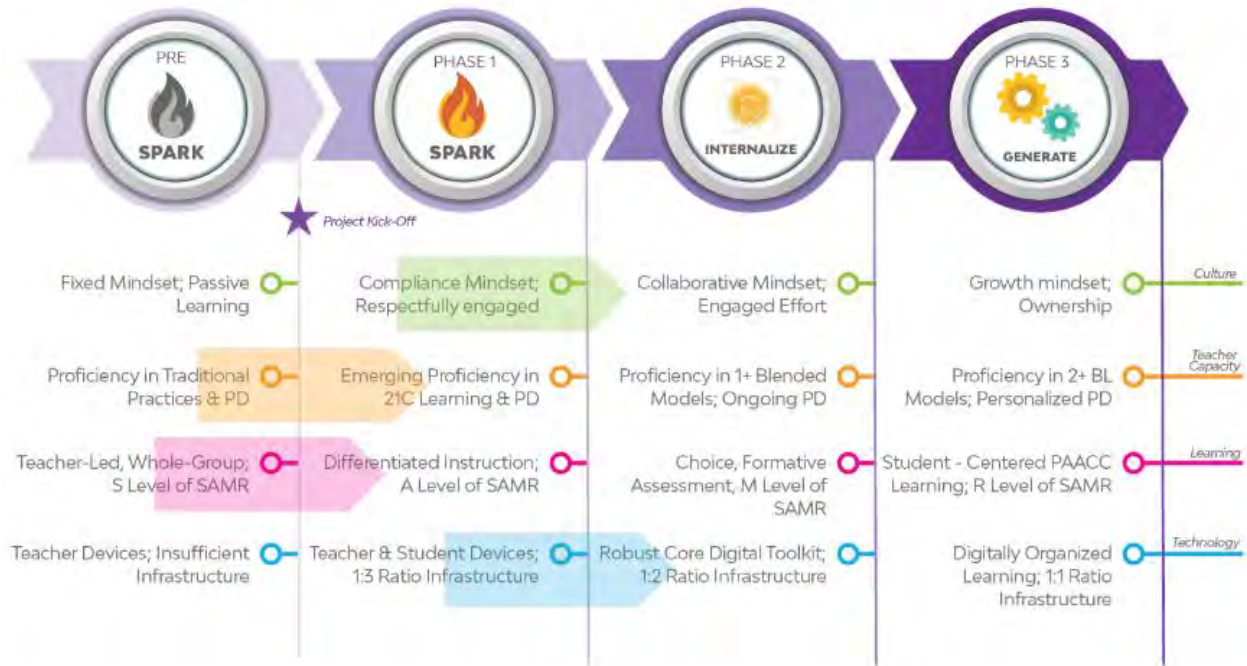 PRE
SPARK
PHASE 1
SPARK
PHASE 2
INTERNALIZE
PHASE 3
GENERATE
Project Kick-Off
Fixed Mindset; Passive
Learning
Compliance Mindset;
Respectfully engaged
Collaborative Mindset;
Engaged Effort
Growth mindset;
Ownership
Culture
Proficiency in Traditional
Practices & PD
Emerging Proficiency in
21C Learning & PD
Proficiency in 1+ Blended
Models; Ongoing PD
Proficiency in 2+ BL
Models; Personalized PD
Teacher
Capacity
Teacher-Led, Whole-Group;
S Level of SAMR
Differentiated Instruction;
A Level of SAMR
Choice, Formative
Assessment, M Level of
SAMR
Student - Centered PAACC
Learning; R Level of SAMR
Learning
Teacher Devices; Insufficient
Infrastructure
Teacher & Student Devices;
1:3 Ratio Infrastructure
Robust Core Digital Toolkit;
1:2 Ratio Infrastructure
Digitally Organized
Learning; 1:1 Ratio
Infrastructure
Technology